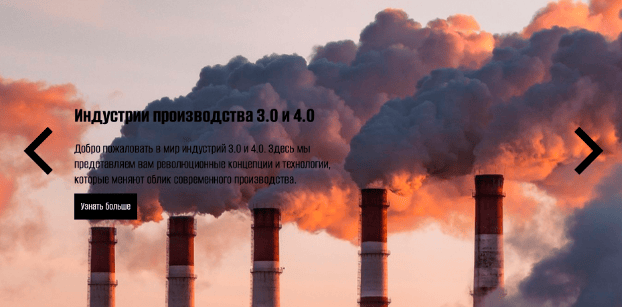 Индустрии производства 3.0 и 4.0
Добро пожаловать в мир индустрий 3.0 и 4.0. Здесь мы
представляем вам революционные концепции и технологии,
которые меняют облик современного производства.
Узнать больше